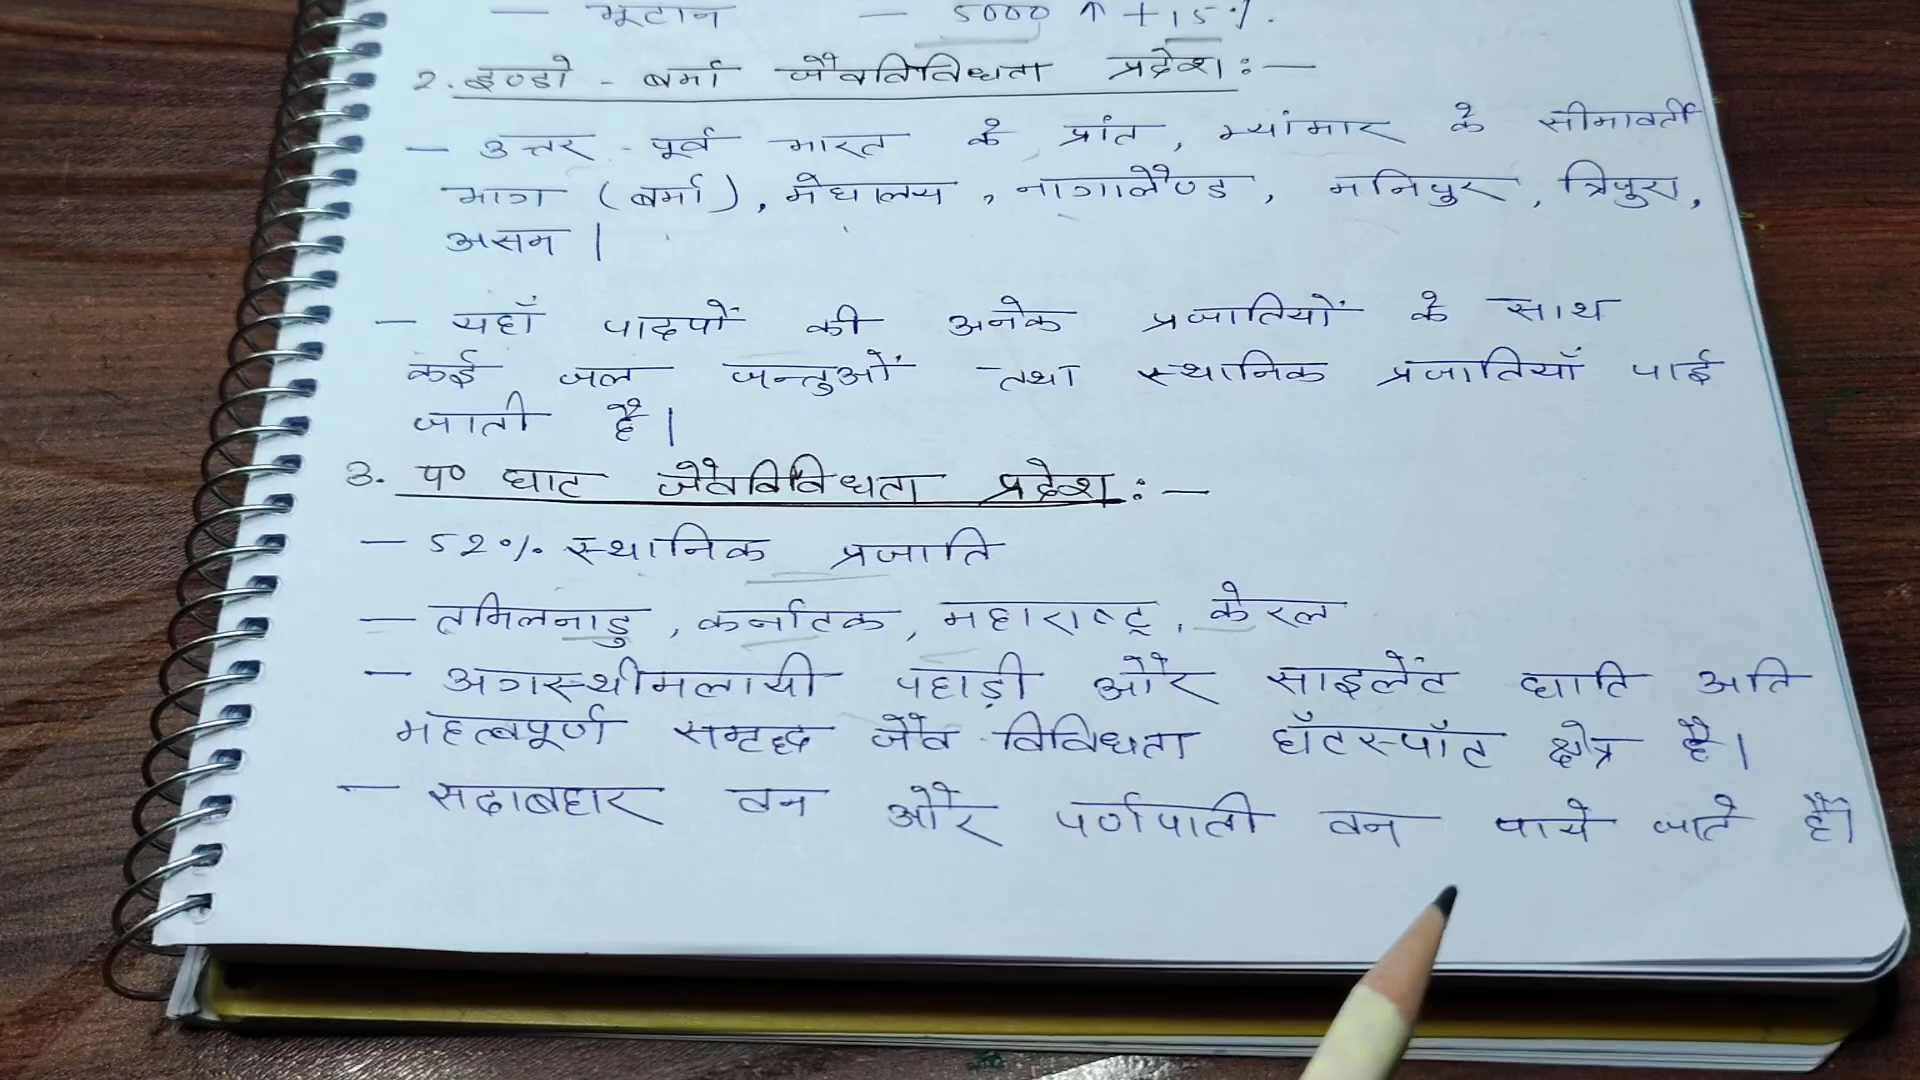 — भूटान — 5000 ↑ + 15%.
2. इण्डो - बर्मा जैवविविधता प्रदेश : —
— उत्तर - पूर्व भारत के प्रांत , म्यांमार के सीमावर्ती
भाग ( बर्मा ) , मेघालय , नागालैण्ड , मनिपुर , त्रिपुरा ,
असम |
— यहाँ पादपों की अनेक प्रजातियों के साथ
कई जल जन्तुओं तथा स्थानिक प्रजातियाँ पाई
जाती है |
3. प० घाट जैवविविधता प्रदेश : —
— 52% स्थानिक प्रजाति
— तमिलनाडु , कर्नाटक , महाराष्ट्र , केरल
— अगस्थीमलायी पहाड़ी और साइलेंट घाति अति
महत्वपूर्ण समृद्ध जैव - विविधता हॉटस्पॉट क्षेत्र है |
— सदाबहार वन और पर्णपाती वन पाये जाते हैं |